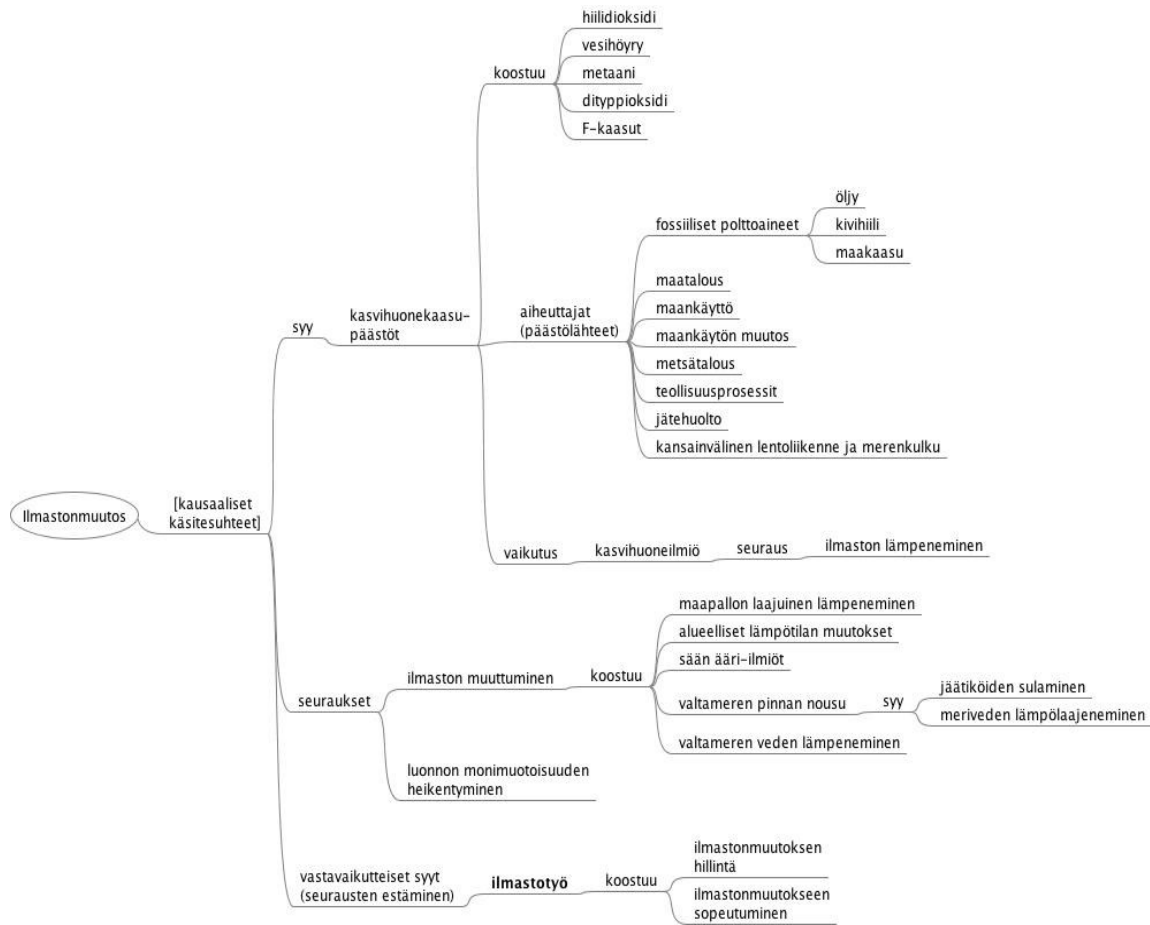 hiilidioksidi
vesihöyry
koostuu
metaani
dityppioksidi
F-kaasut
öljy
fossiiliset polttoaineet
kivihiili
maakaasu
maatalous
aiheuttajat
(päästölähteet)
maankäyttö
syy
kasvihuonekaasu-
päästöt
maankäytön muutos
metsätalous
teollisuusprosessit
jätehuolto
kansainvälinen lentoliikenne ja merenkulku
Ilmastonmuutos
[kausaaliset
käsitesuhteet]
vaikutus
kasvihuoneilmiö
seuraus
ilmaston lämpeneminen
maapallon laajuinen lämpeneminen
alueelliset lämpötilan muutokset
sään ääri-ilmiöt
seuraukset
ilmaston muuttuminen
koostuu
valtameren pinnan nousu
syy
jäätiköiden sulaminen
meriveden lämpölaajeneminen
valtameren veden lämpeneminen
luonnon monimuotoisuuden
heikentyminen
vastavaikutteiset syyt
(seurausten estäminen)
ilmastotyö
koostuu
ilmastonmuutoksen
hillintä
ilmastonmuutokseen
sopeutuminen